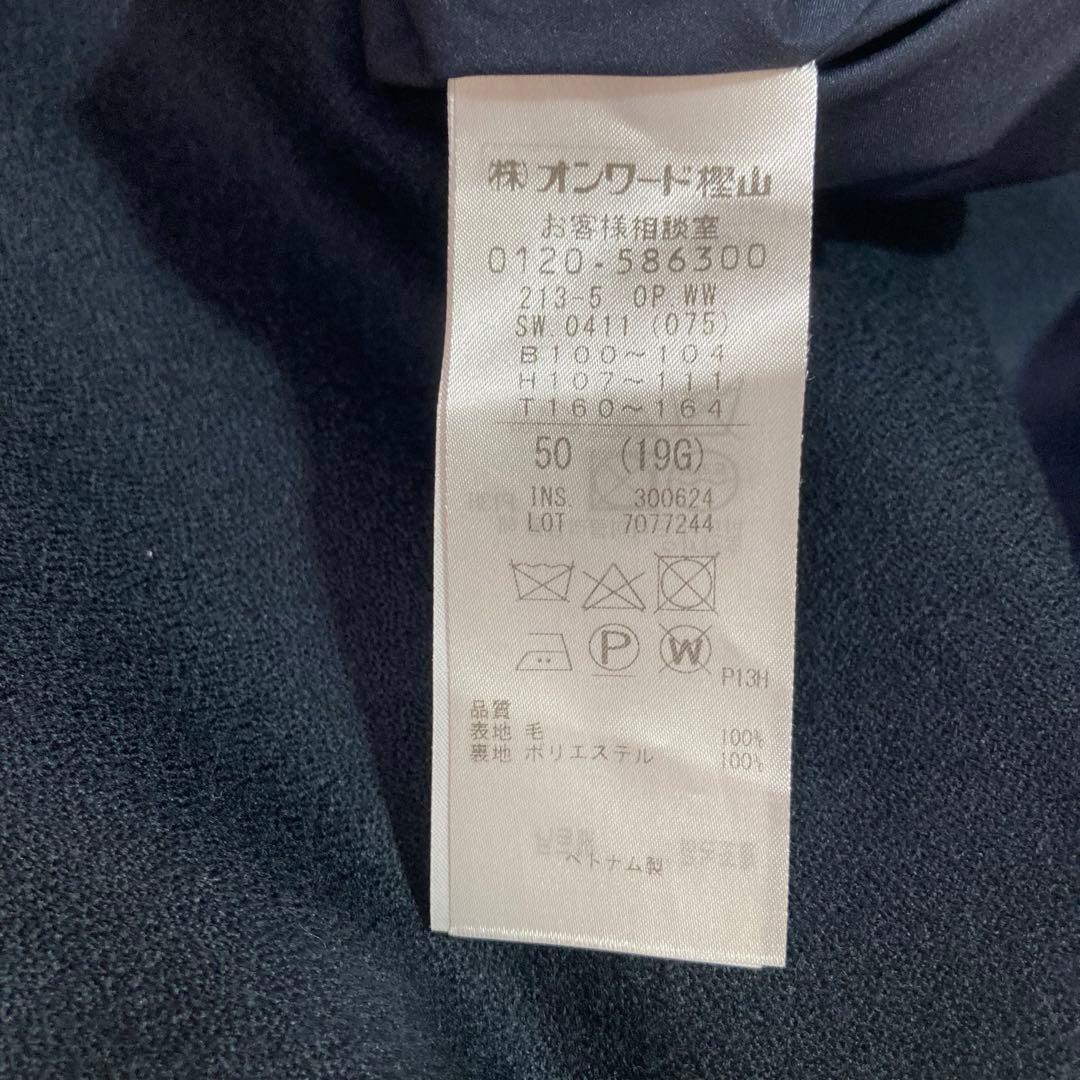 ㈱オンワード樫山
お客様相談室
0120-586300
213-5 OP WW
SW.0411 (075)
B100～104
H107～111
T160～164
50 (19G)
INS 300624
LOT 7077244
P W P13H
品質
表地 毛 100%
裏地 ポリエステル 100%
ベトナム製